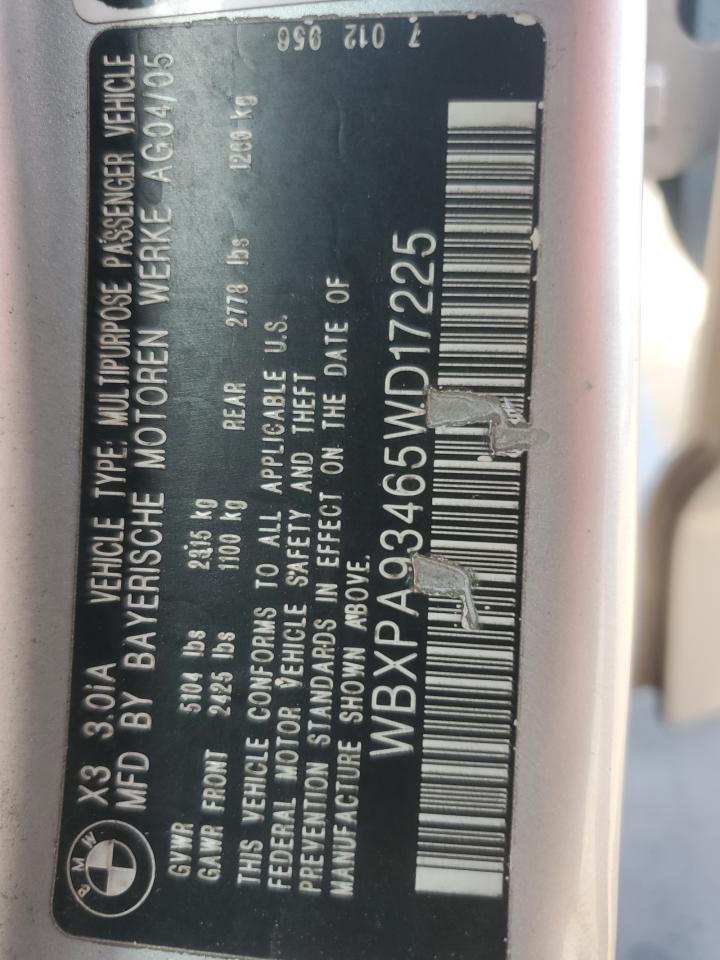 BMW
X3 3.0iA VEHICLE TYPE: MULTIPURPOSE PASSENGER VEHICLE
MFD BY BAYERISCHE MOTOREN WERKE AG04/05
GVWR 5104 lbs 2315 kg
GAWR FRONT 2425 lbs 1100 kg REAR 2778 lbs 1260 kg
THIS VEHICLE CONFORMS TO ALL APPLICABLE U.S.
FEDERAL MOTOR VEHICLE SAFETY AND THEFT
PREVENTION STANDARDS IN EFFECT ON THE DATE OF
MANUFACTURE SHOWN ABOVE.
WBXPA93465WD17225
7 012 956